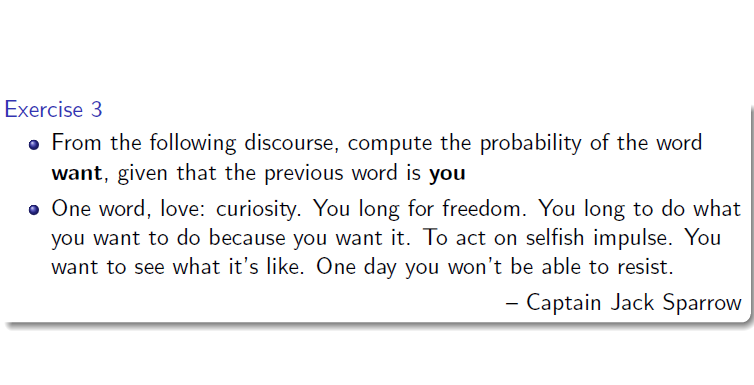 Exercise 3
From the following discourse, compute the probability of the word
want, given that the previous word is you
One word, love: curiosity. You long for freedom. You long to do what
you want to do because you want it. To act on selfish impulse. You
want to see what it's like. One day you won't be able to resist.
– Captain Jack Sparrow